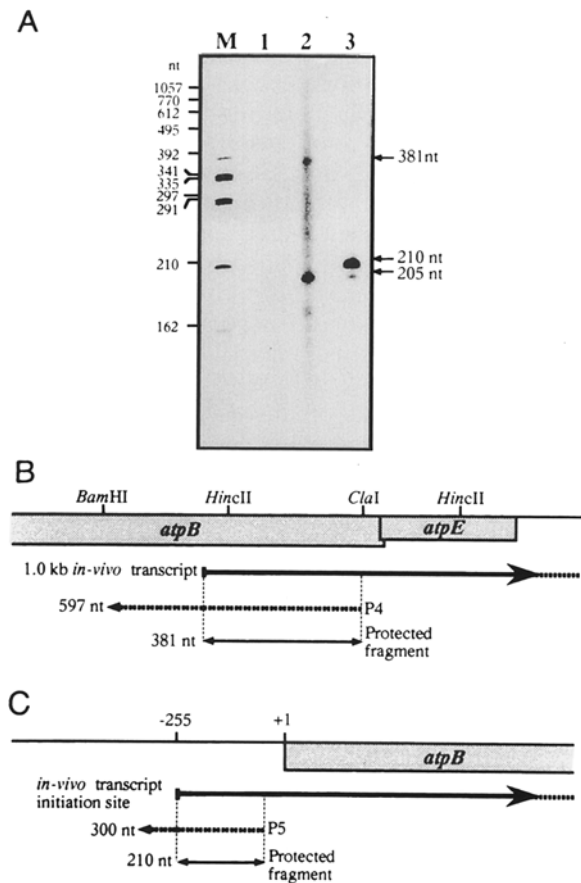 A
M 1 2 3
nt
1057
770
612
495
392
341
335
297
291
210
162
381nt
210 nt
205 nt
B
BamHI HincII ClaI HincII
atpB atpE
1.0 kb in-vivo transcript
597 nt P4
381 nt Protected
fragment
C
-255 +1
atpB
in-vivo transcript
initiation site
300 nt P5
210 nt Protected
fragment